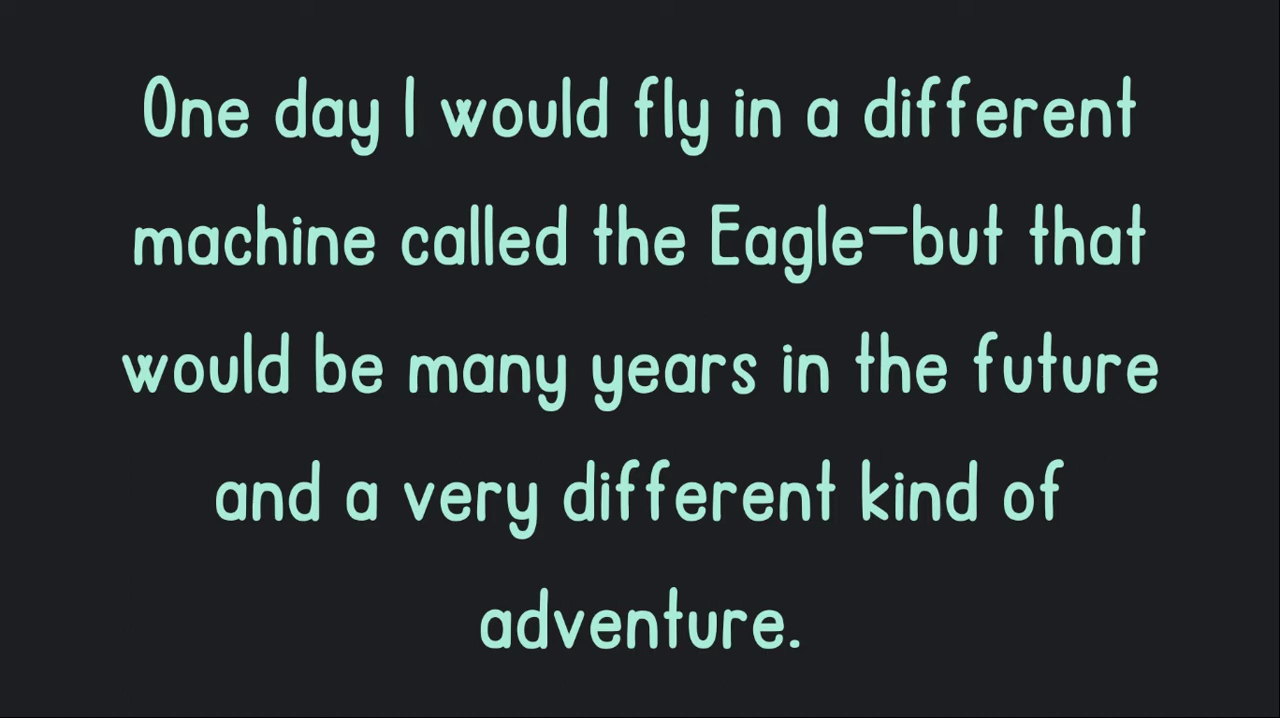 One day I would fly in a different
machine called the Eagle—but that
would be many years in the future
and a very different kind of
adventure.